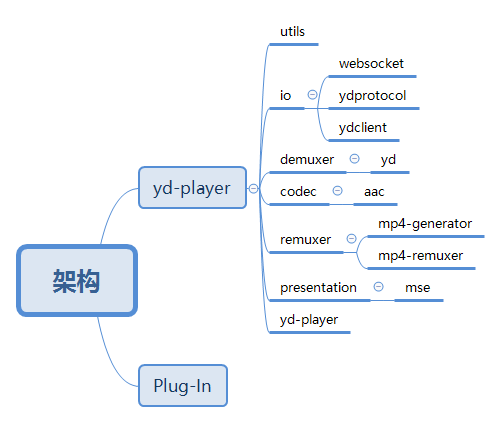 utils
websocket
io
ydprotocol
ydclient
demuxer
yd
yd-player
codec
aac
mp4-generator
remuxer
mp4-remuxer
架构
presentation
mse
yd-player
Plug-In